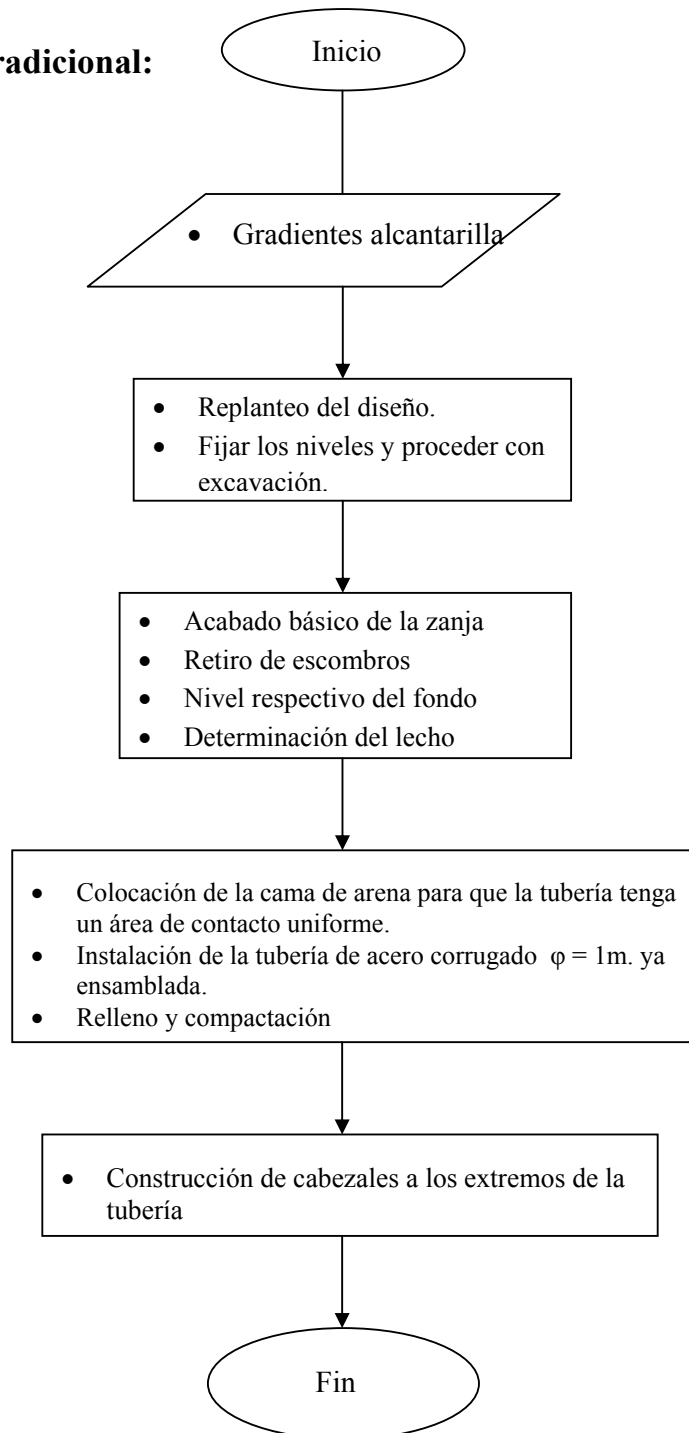 Inicio
radicional:
• Gradientes alcantarilla
• Replanteo del diseño.
• Fijar los niveles y proceder con
excavación.
• Acabado básico de la zanja
• Retiro de escombros
• Nivel respectivo del fondo
• Determinación del lecho
• Colocación de la cama de arena para que la tubería tenga
un área de contacto uniforme.
• Instalación de la tubería de acero corrugado φ = 1m. ya
ensamblada.
• Relleno y compactación
• Construcción de cabezales a los extremos de la
tubería
Fin